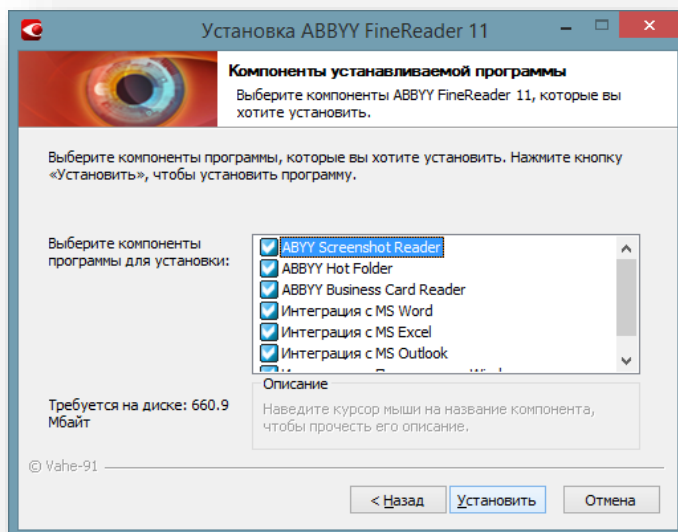 Установка ABBYY FineReader 11
Компоненты устанавливаемой программы
Выберите компоненты ABBYY FineReader 11, которые вы
хотите установить.
Выберите компоненты программы, которые вы хотите установить. Нажмите кнопку
«Установить», чтобы установить программу.
Выберите компоненты
программы для установки:
ABYY Screenshot Reader
ABBYY Hot Folder
ABBYY Business Card Reader
Интеграция с MS Word
Интеграция с MS Excel
Интеграция с MS Outlook
Требуется на диске: 660.9
Мбайт
Описание
Наведите курсор мыши на название компонента,
чтобы прочесть его описание.
© Vahe-91
< Назад
Установить
Отмена